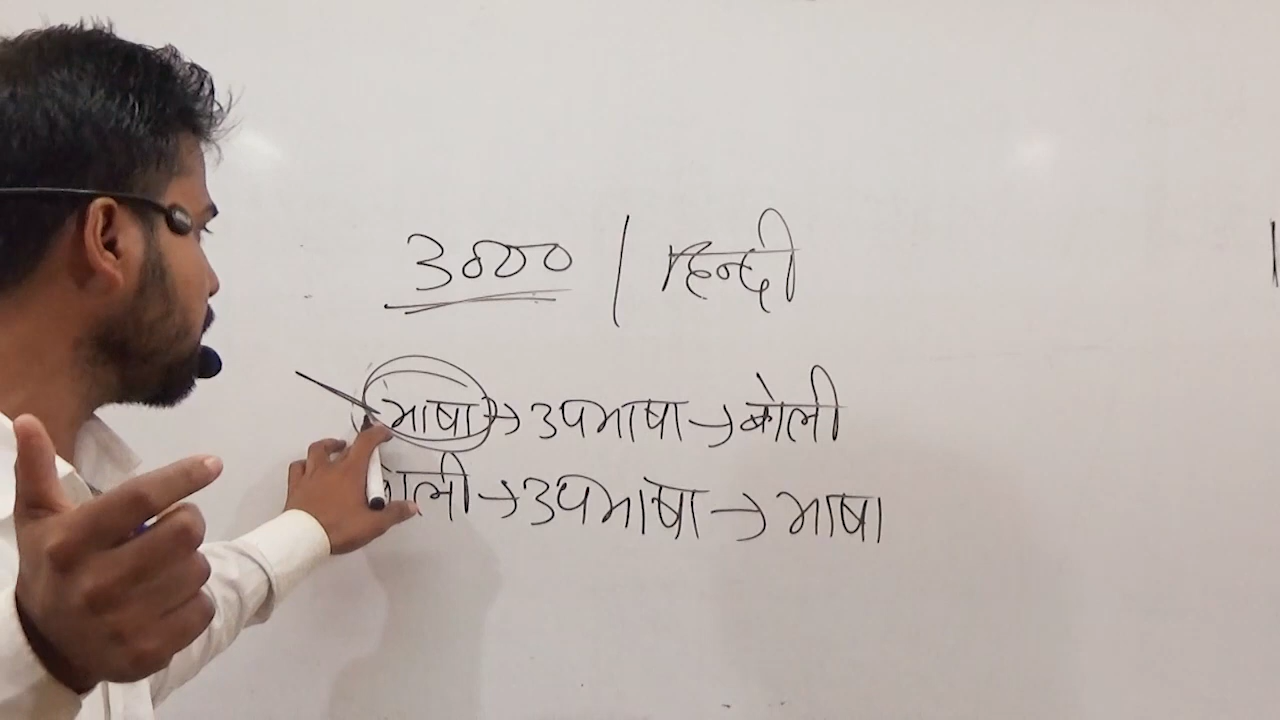 3000 | हिन्दी
भाषा → उपभाषा → बोली
→ उपभाषा → भाषा